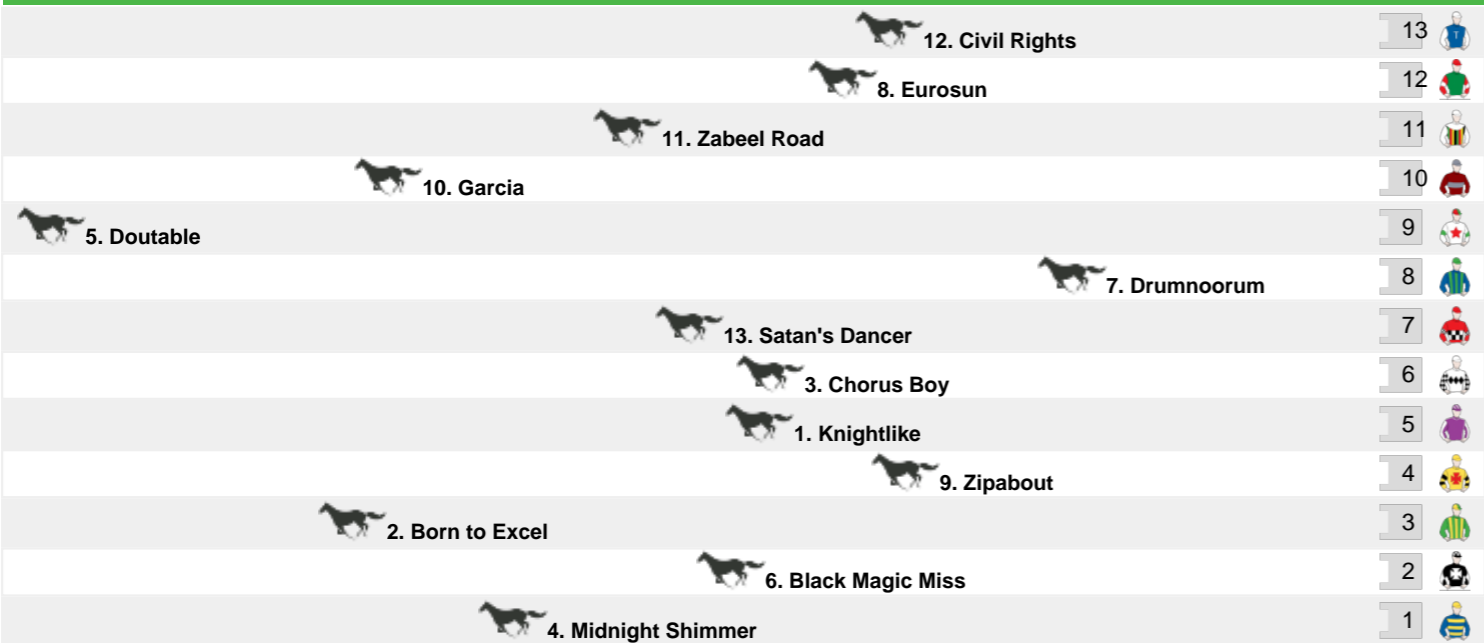 12. Civil Rights 13
8. Eurosun 12
11. Zabeel Road 11
10. Garcia 10
5. Doutable 9
7. Drumnoorum 8
13. Satan's Dancer 7
3. Chorus Boy 6
1. Knightlike 5
9. Zipabout 4
2. Born to Excel 3
6. Black Magic Miss 2
4. Midnight Shimmer 1